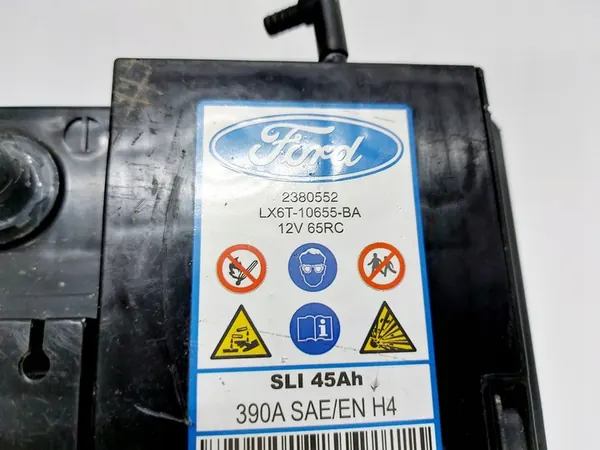 Ford
2380552
LX6T-10655-BA
12V 65RC
SLI 45Ah
390A SAE/EN H4